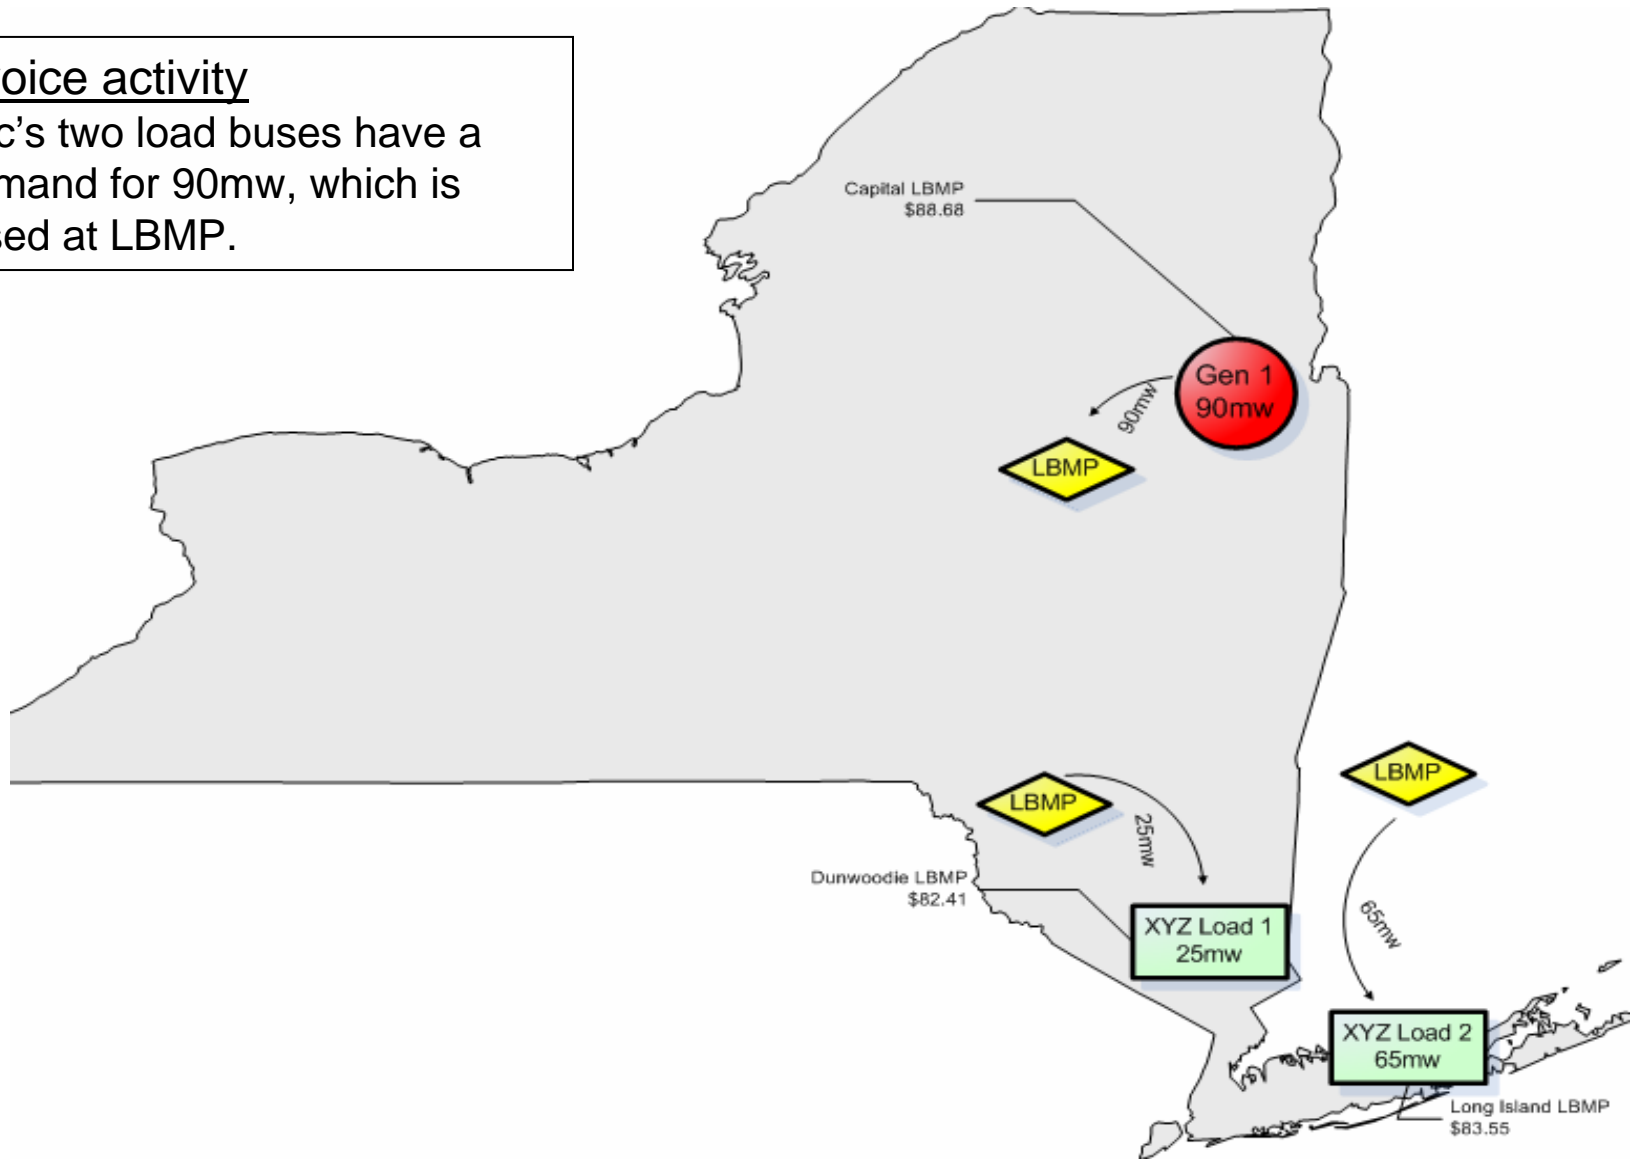 oice activity
c's two load buses have a
mand for 90mw, which is
sed at LBMP.
Capital LBMP
$88.68
Gen 1
90mw
90mw
LBMP
LBMP
25mw
LBMP
Dunwoodie LBMP
$82.41
XYZ Load 1
25mw
65mw
XYZ Load 2
65mw
Long Island LBMP
$83.55